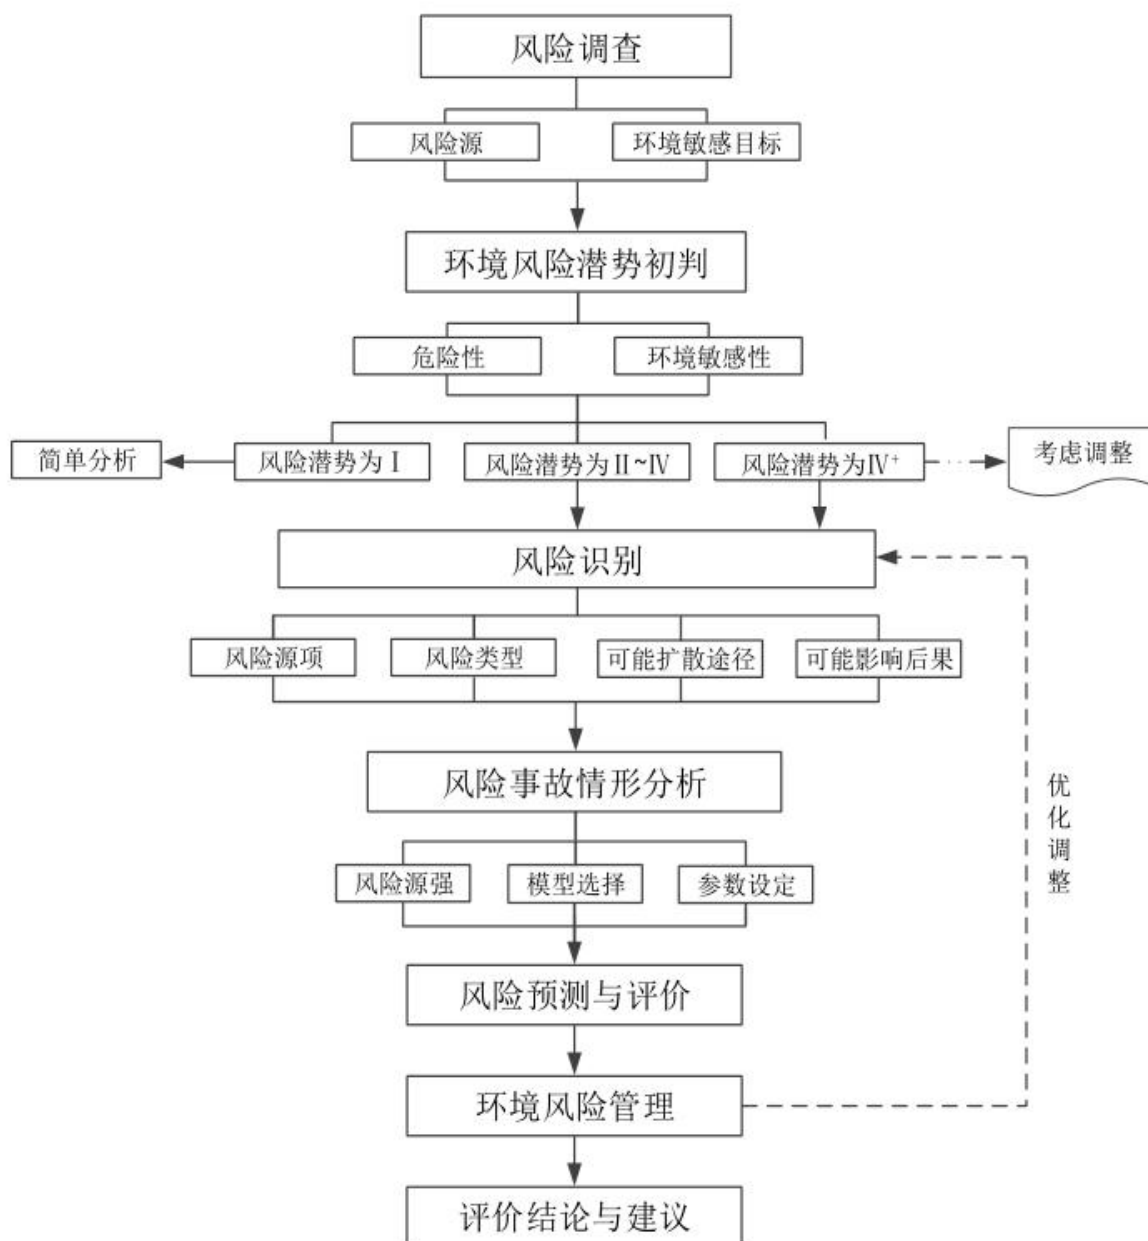 风险调查
风险源
环境敏感目标
环境风险潜势初判
危险性
环境敏感性
简单分析
风险潜势为Ⅰ
风险潜势为Ⅱ~Ⅳ
风险潜势为Ⅳ⁺
考虑调整
风险识别
风险源项
风险类型
可能扩散途径
可能影响后果
风险事故情形分析
优化调整
风险源强
模型选择
参数设定
风险预测与评价
环境风险管理
评价结论与建议